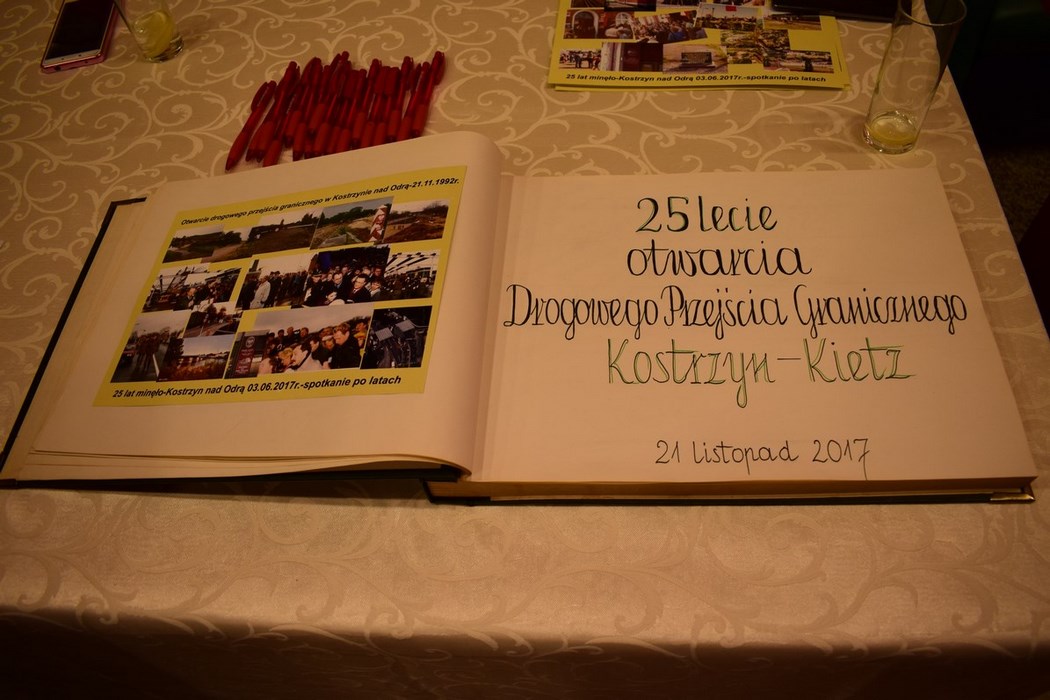 25 lat minęło-Kostrzyn nad Odrą 03.06.2017r.-spotkanie po latach
Otwarcie drogowego przejścia granicznego w Kostrzynie nad Odrą-21.11.1992r.
25 lat minęło-Kostrzyn nad Odrą 03.06.2017r.-spotkanie po latach
25 lecie
otwarcia
Drogowego Przejścia Granicznego
Kostrzyn-Kietz
21 listopad 2017